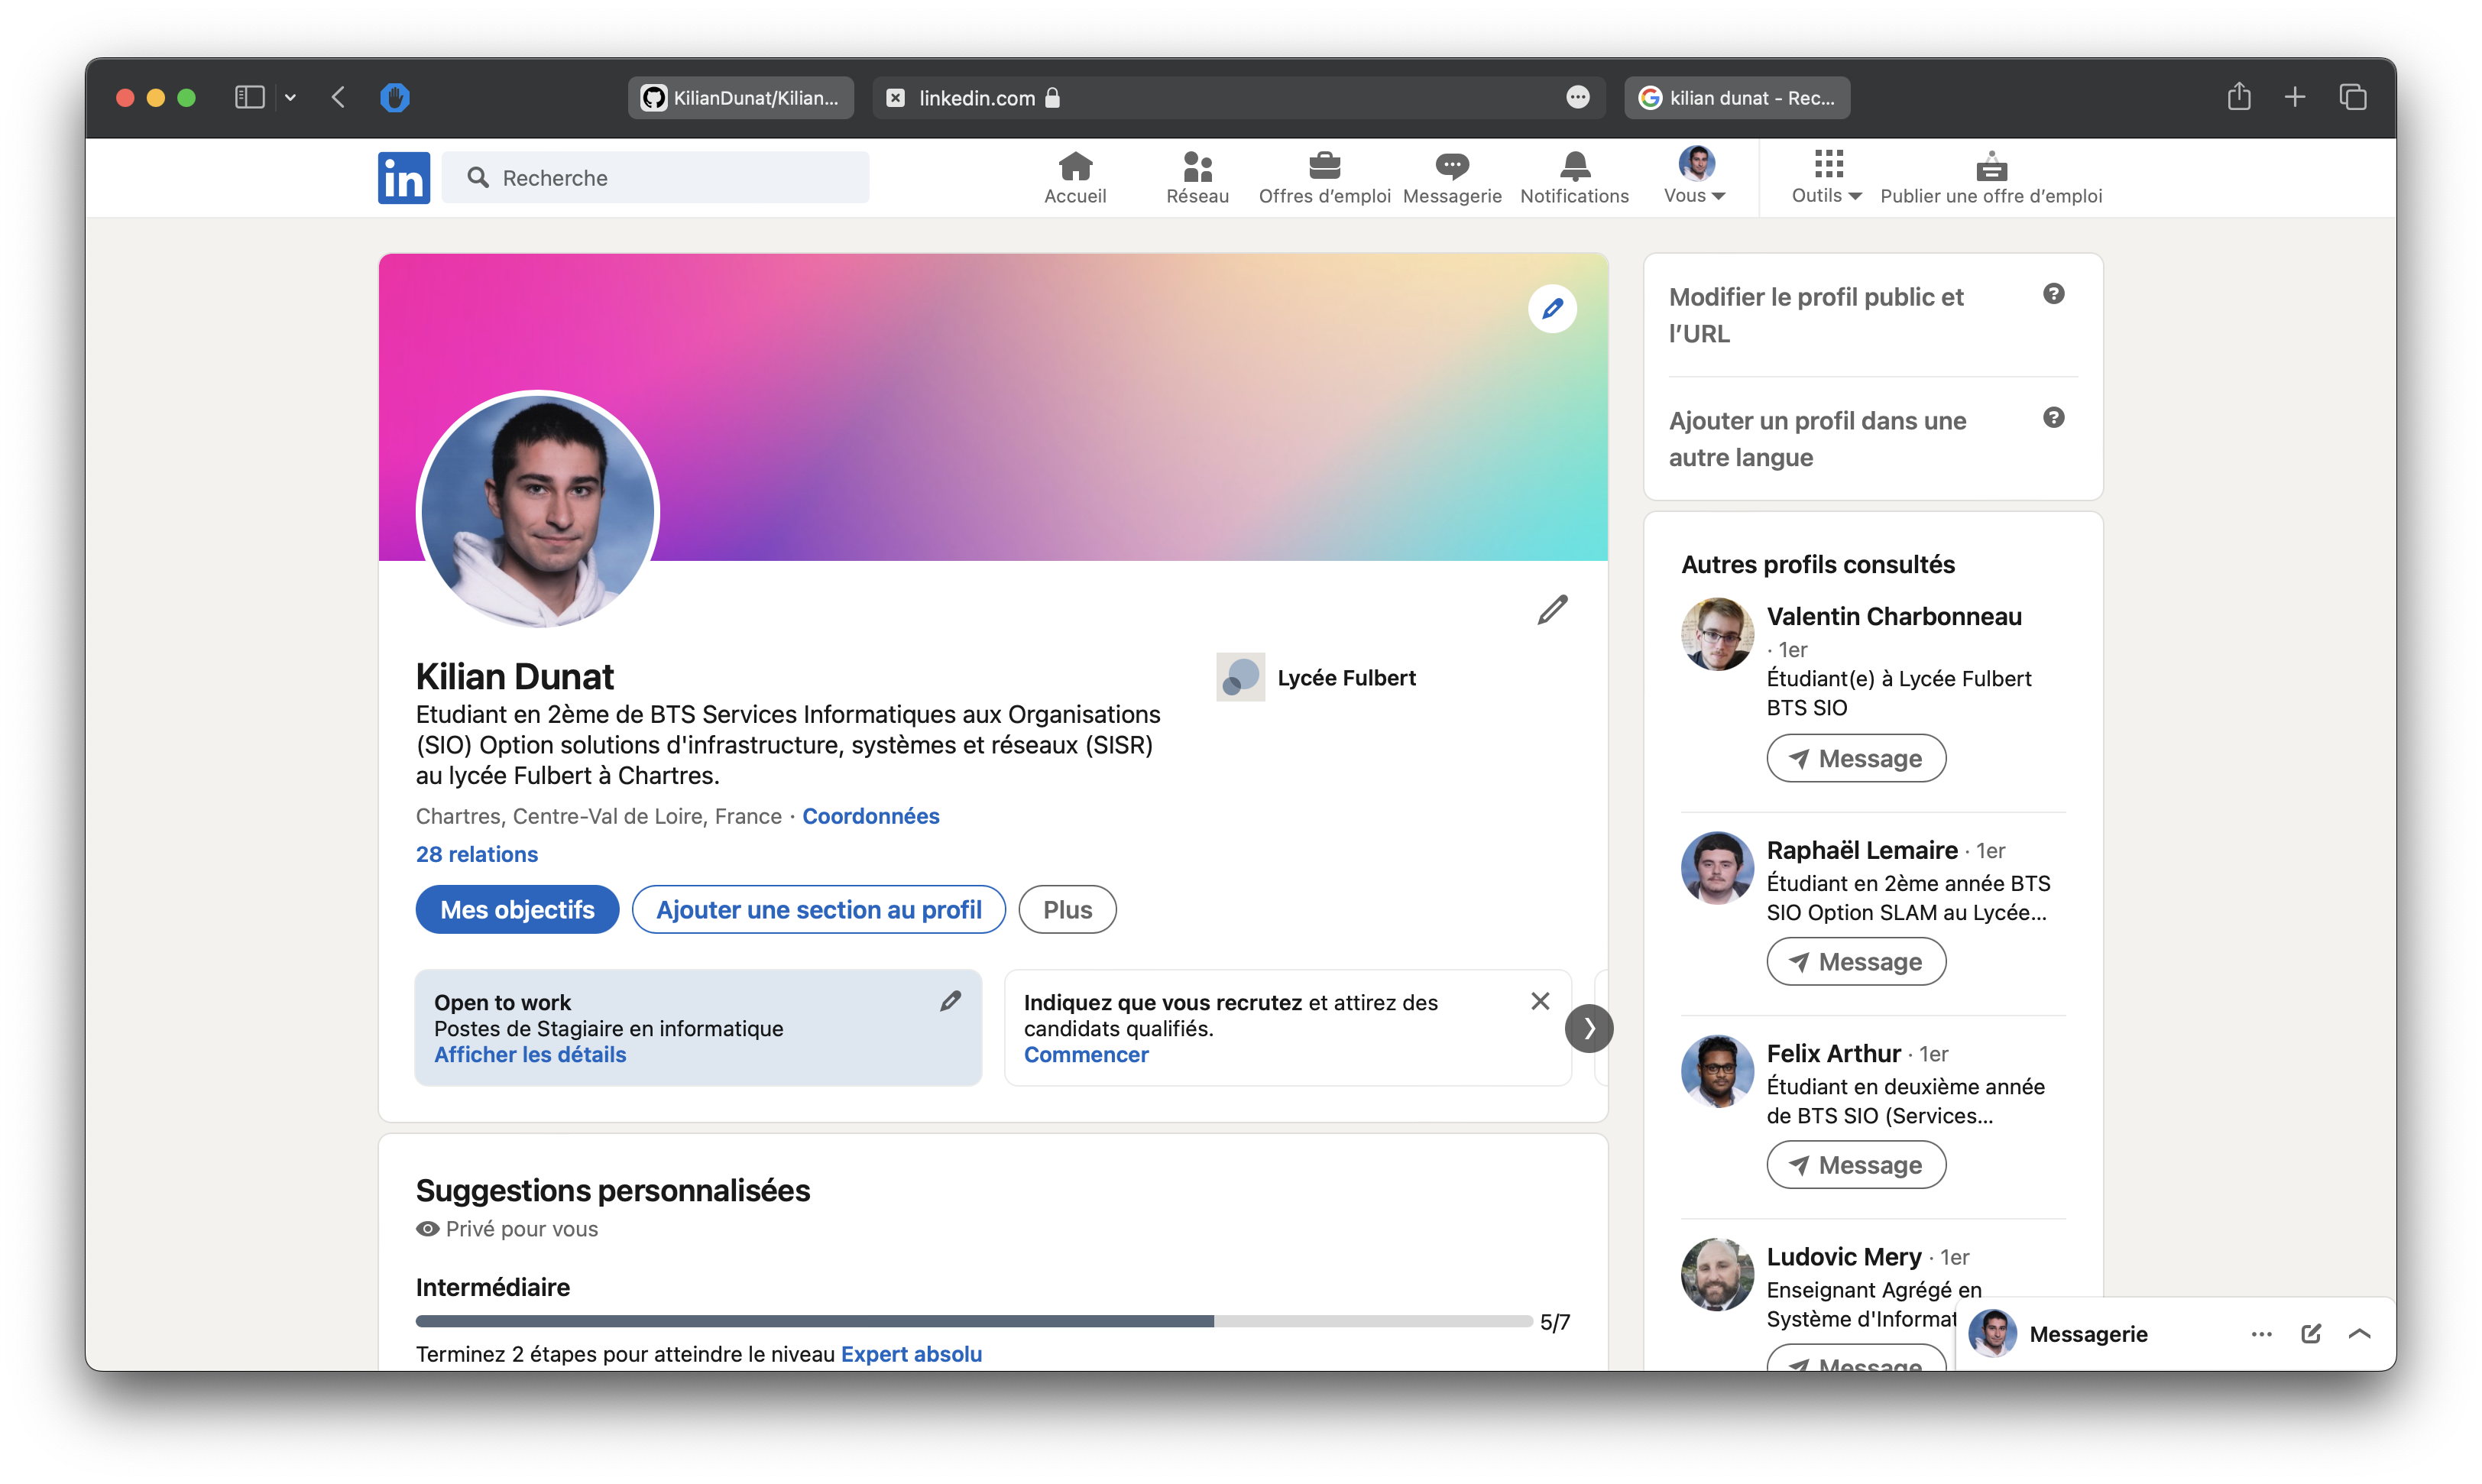 KilianDunat/Kilian...
linkedin.com
kilian dunat - Rec...
in
Recherche
Accueil
Réseau
Offres d’emploi
Messagerie
Notifications
Vous
Outils
Publier une offre d’emploi
Kilian Dunat
Etudiant en 2ème de BTS Services Informatiques aux Organisations
(SIO) Option solutions d'infrastructure, systèmes et réseaux (SISR)
au lycée Fulbert à Chartres.
Lycée Fulbert
Chartres, Centre-Val de Loire, France · Coordonnées
28 relations
Mes objectifs
Ajouter une section au profil
Plus
Open to work
Postes de Stagiaire en informatique
Afficher les détails
Indiquez que vous recrutez et attirez des
candidats qualifiés.
Commencer
Suggestions personnalisées
Privé pour vous
Intermédiaire
5/7
Terminez 2 étapes pour atteindre le niveau Expert absolu
Modifier le profil public et
l’URL
Ajouter un profil dans une
autre langue
Autres profils consultés
Valentin Charbonneau
· 1er
Étudiant(e) à Lycée Fulbert
BTS SIO
Message
Raphaël Lemaire · 1er
Étudiant en 2ème année BTS
SIO Option SLAM au Lycée...
Message
Felix Arthur · 1er
Étudiant en deuxième année
de BTS SIO (Services...
Message
Ludovic Mery · 1er
Enseignant Agrégé en
Système d'Informat
Message
Messagerie